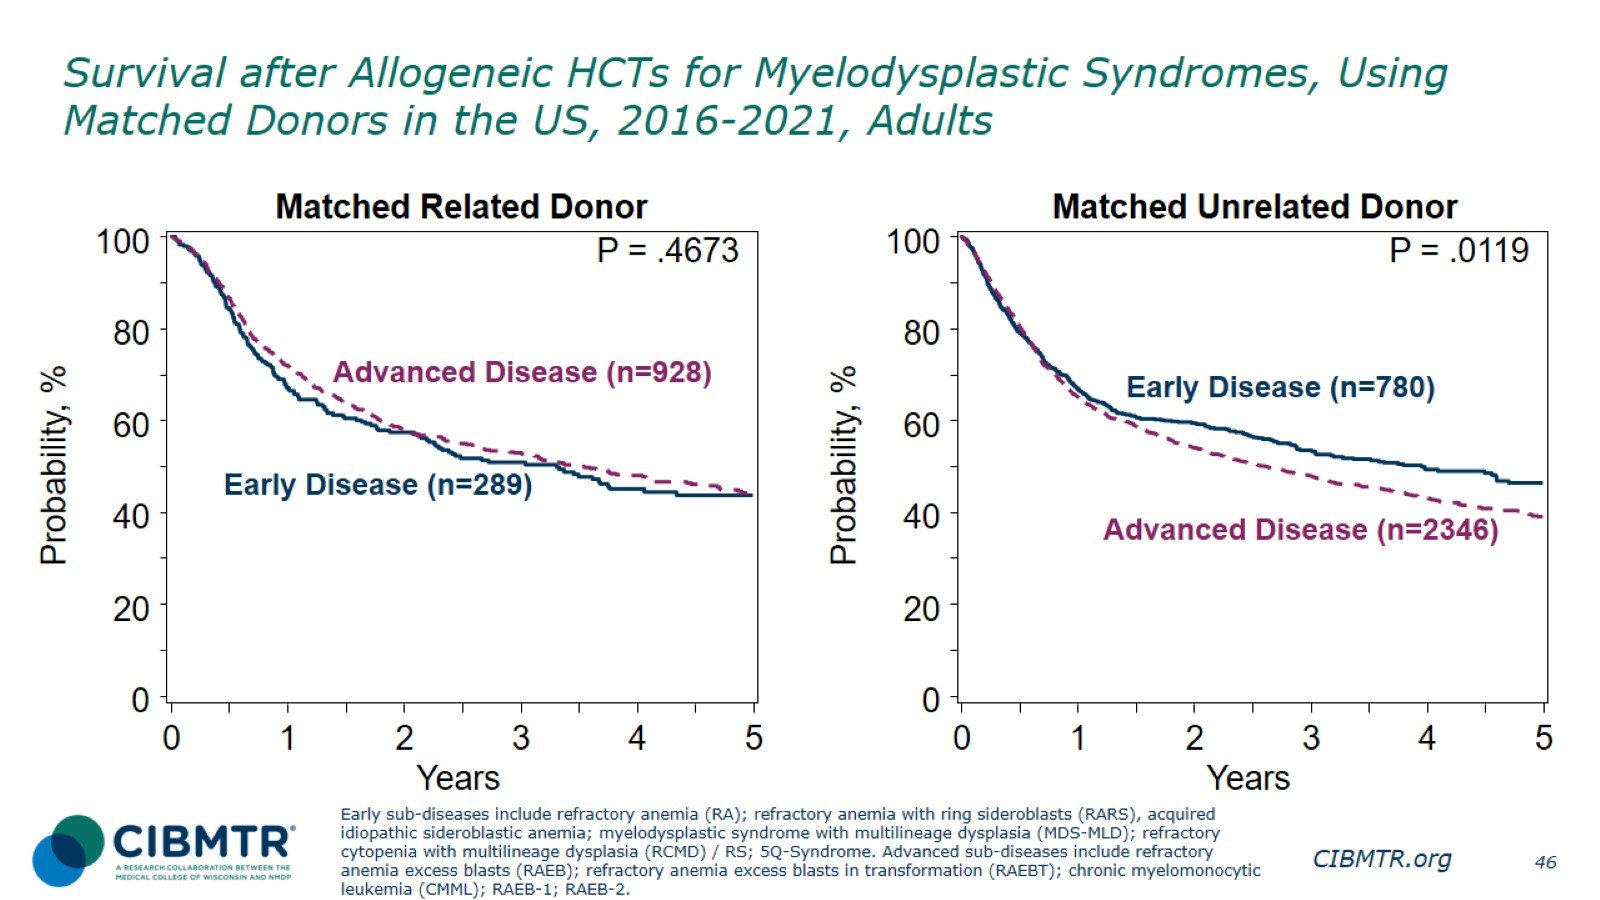 Survival after Allogeneic HCTs for Myelodysplastic Syndromes, Using
Matched Donors in the US, 2016-2021, Adults
Matched Related Donor
P = .4673
100
80
60
40
20
0
Probability, %
Advanced Disease (n=928)
Early Disease (n=289)
0 1 2 3 4 5
Years
Matched Unrelated Donor
P = .0119
100
80
60
40
20
0
Probability, %
Early Disease (n=780)
Advanced Disease (n=2346)
0 1 2 3 4 5
Years
CIBMTR®
A RESEARCH COLLABORATION BETWEEN THE
MEDICAL COLLEGE OF WISCONSIN AND NMDP
Early sub-diseases include refractory anemia (RA); refractory anemia with ring sideroblasts (RARS), acquired
idiopathic sideroblastic anemia; myelodysplastic syndrome with multilineage dysplasia (MDS-MLD); refractory
cytopenia with multilineage dysplasia (RCMD) / RS; 5Q-Syndrome. Advanced sub-diseases include refractory
anemia excess blasts (RAEB); refractory anemia excess blasts in transformation (RAEBT); chronic myelomonocytic
leukemia (CMML); RAEB-1; RAEB-2.
CIBMTR.org
46